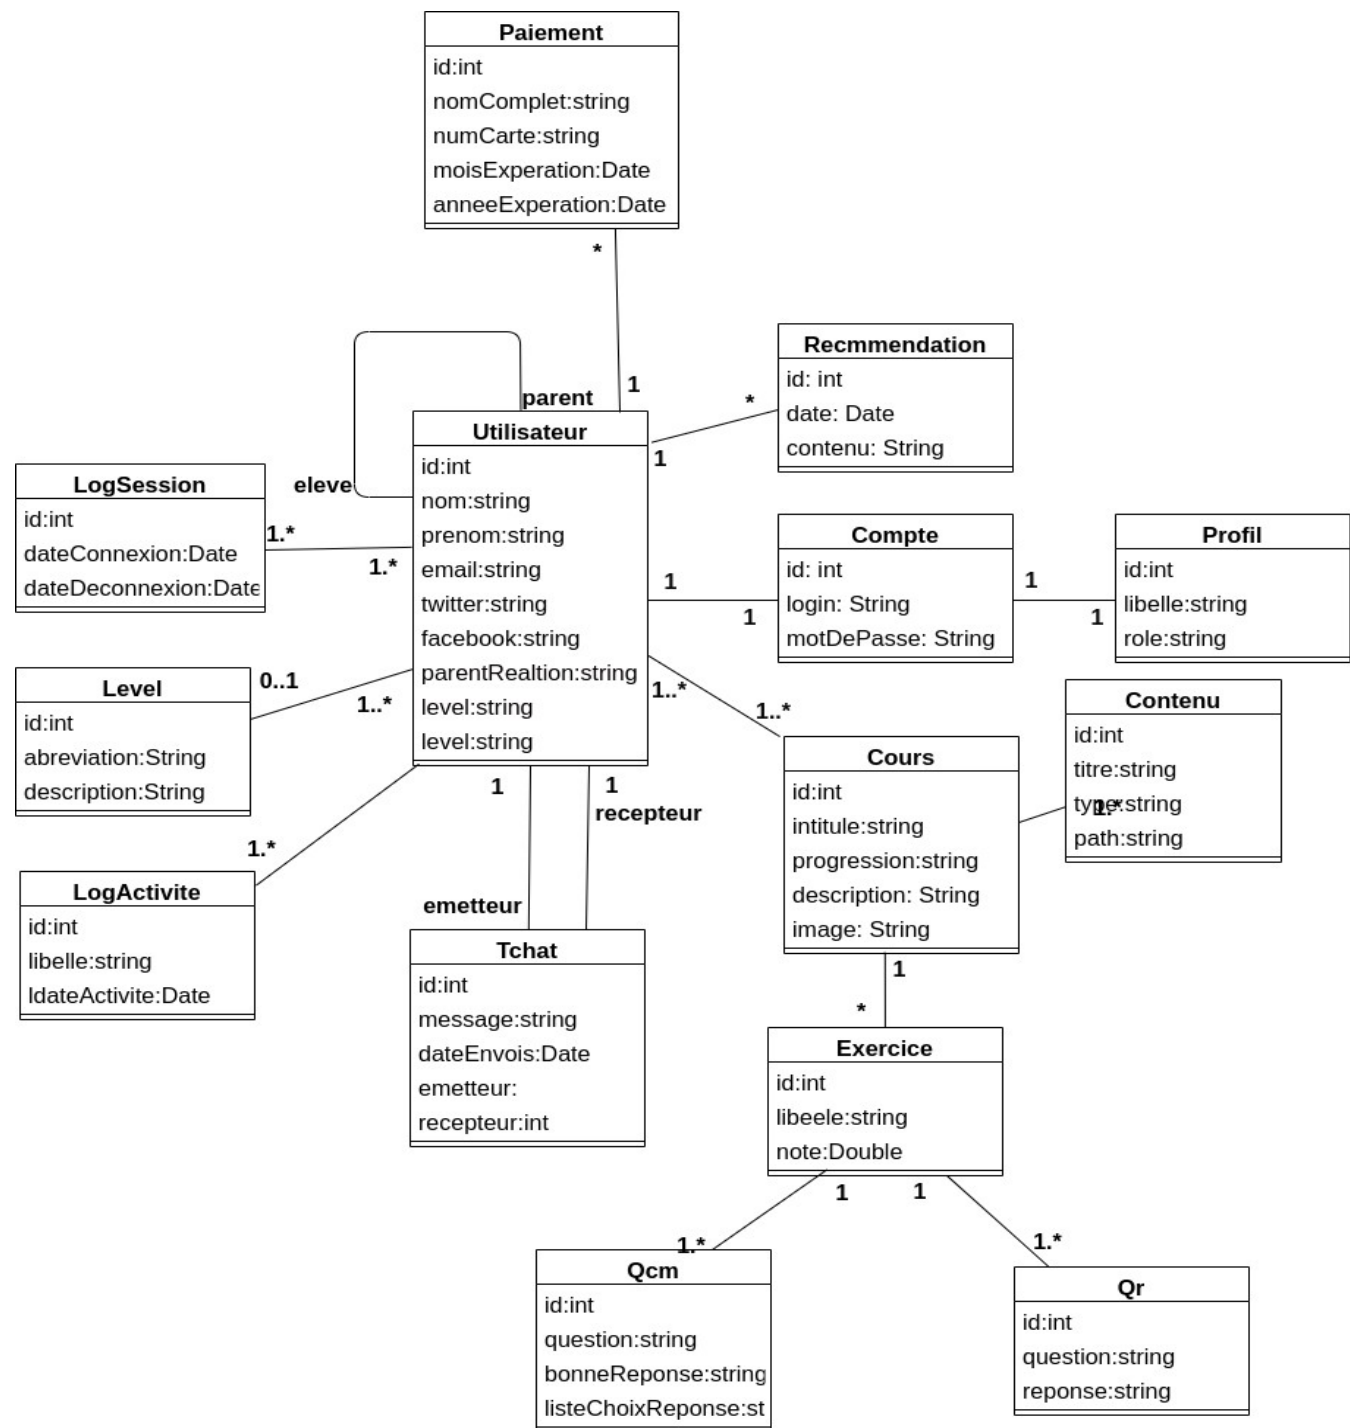 Paiement
id:int
nomComplet:string
numCarte:string
moisExperation:Date
anneeExperation:Date
*
1
parent
eleve
Utilisateur
id:int
nom:string
prenom:string
email:string
twitter:string
facebook:string
parentRealtion:string
level:string
level:string
*
1
Recmmendation
id: int
date: Date
contenu: String
LogSession
id:int
dateConnexion:Date
dateDeconnexion:Date
1.*
1.*
1
1
Compte
id: int
login: String
motDePasse: String
1
1
Profil
id:int
libelle:string
role:string
Level
id:int
abreviation:String
description:String
0..1
1..*
1..*
1..*
Contenu
id:int
titre:string
type:string
path:string
1.*
Cours
id:int
intitule:string
progression:string
description: String
image: String
1.*
LogActivite
id:int
libelle:string
ldateActivite:Date
1
1
recepteur
emetteur
Tchat
id:int
message:string
dateEnvois:Date
emetteur:
recepteur:int
1
*
Exercice
id:int
libeele:string
note:Double
1
1
1.*
1.*
Qcm
id:int
question:string
bonneReponse:string
listeChoixReponse:st
Qr
id:int
question:string
reponse:string